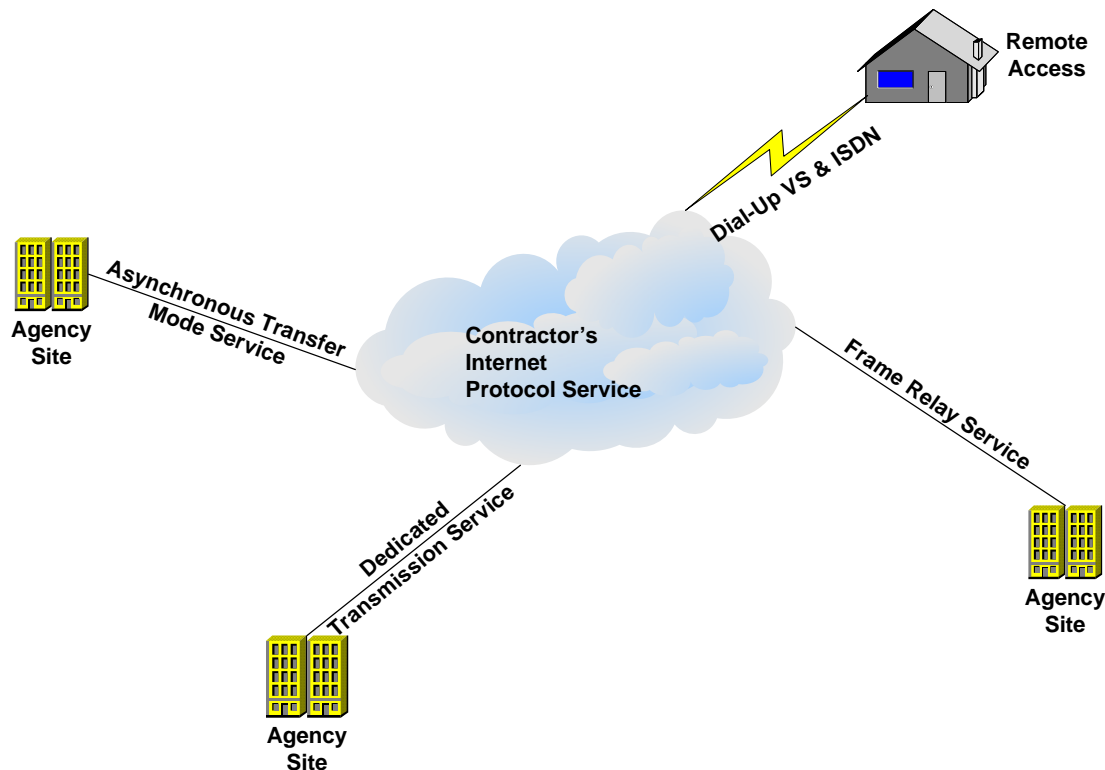 Remote
Access
Dial-Up VS & ISDN
Agency
Site
Asynchronous Transfer
Mode Service
Contractor’s
Internet
Protocol Service
Frame Relay Service
Agency
Site
Dedicated
Transmission Service
Agency
Site